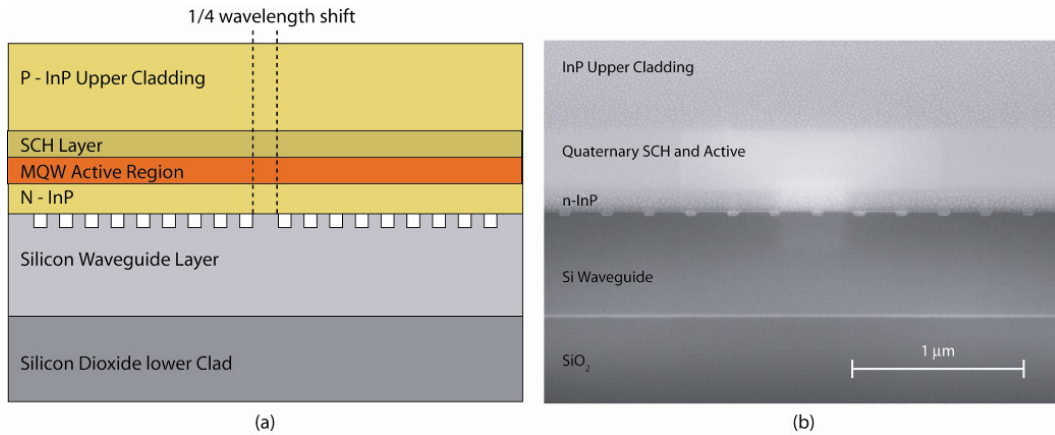 1/4 wavelength shift
P - InP Upper Cladding
SCH Layer
MQW Active Region
N - InP
Silicon Waveguide Layer
Silicon Dioxide lower Clad
(a)
InP Upper Cladding
Quaternary SCH and Active
n-InP
Si Waveguide
1 μm
SiO₂
(b)